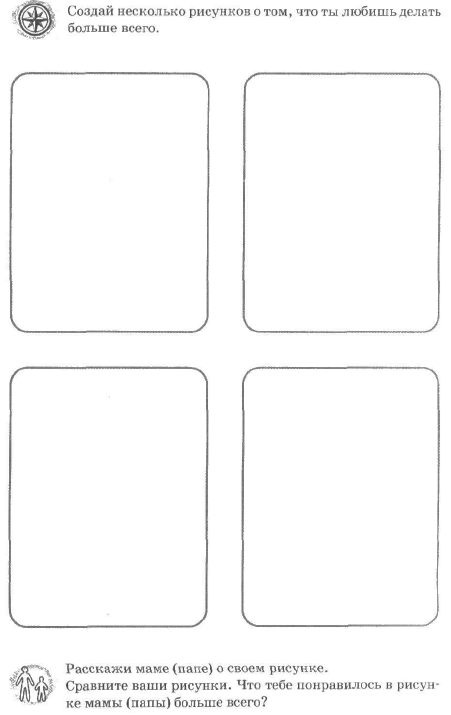 Создай несколько рисунков о том, что ты любишь делать
больше всего.
Расскажи маме (папе) о своем рисунке.
Сравните ваши рисунки. Что тебе понравилось в рисун-
ке мамы (папы) больше всего?